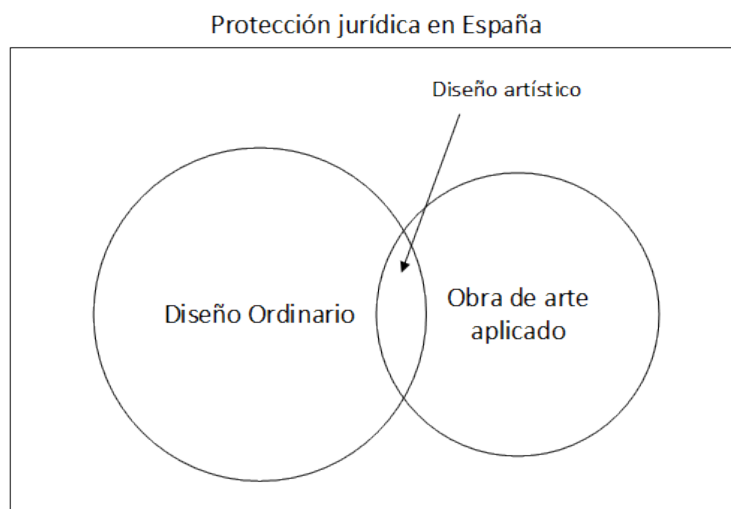 Protección jurídica en España
Diseño artístico
Diseño Ordinario
Obra de arte
aplicado